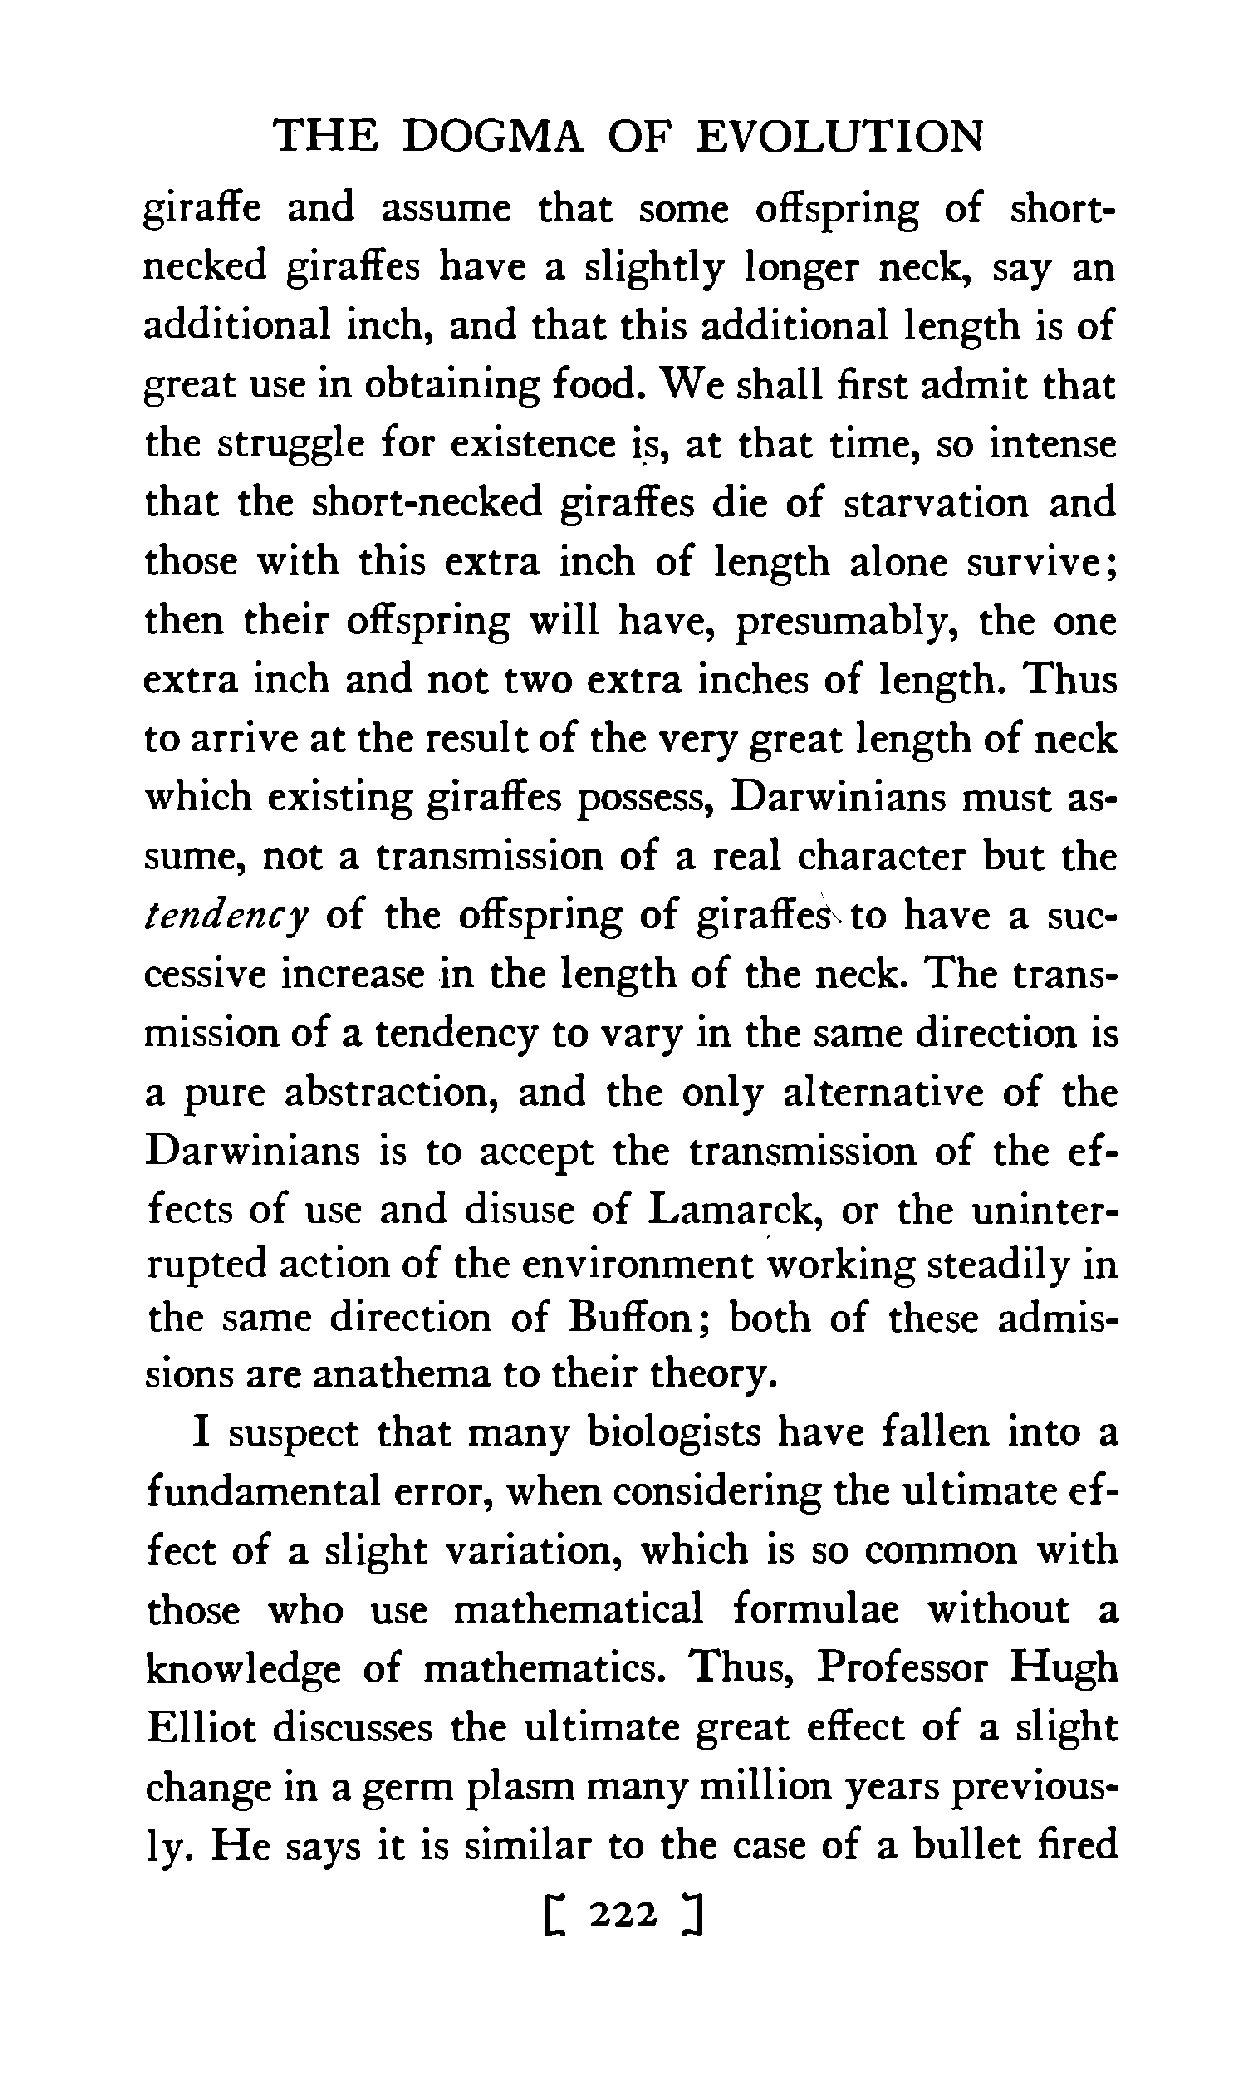 THE DOGMA OF EVOLUTION
giraffe and assume that some offspring of short-
necked giraffes have a slightly longer neck, say an
additional inch, and that this additional length is of
great use in obtaining food. We shall first admit that
the struggle for existence is, at that time, so intense
that the short-necked giraffes die of starvation and
those with this extra inch of length alone survive;
then their offspring will have, presumably, the one
extra inch and not two extra inches of length. Thus
to arrive at the result of the very great length of neck
which existing giraffes possess, Darwinians must as-
sume, not a transmission of a real character but the
tendency of the offspring of giraffes to have a suc-
cessive increase in the length of the neck. The trans-
mission of a tendency to vary in the same direction is
a pure abstraction, and the only alternative of the
Darwinians is to accept the transmission of the ef-
fects of use and disuse of Lamarck, or the uninter-
rupted action of the environment working steadily in
the same direction of Buffon; both of these admis-
sions are anathema to their theory.
I suspect that many biologists have fallen into a
fundamental error, when considering the ultimate ef-
fect of a slight variation, which is so common with
those who use mathematical formulae without a
knowledge of mathematics. Thus, Professor Hugh
Elliot discusses the ultimate great effect of a slight
change in a germ plasm many million years previous-
ly. He says it is similar to the case of a bullet fired
[ 222 ]